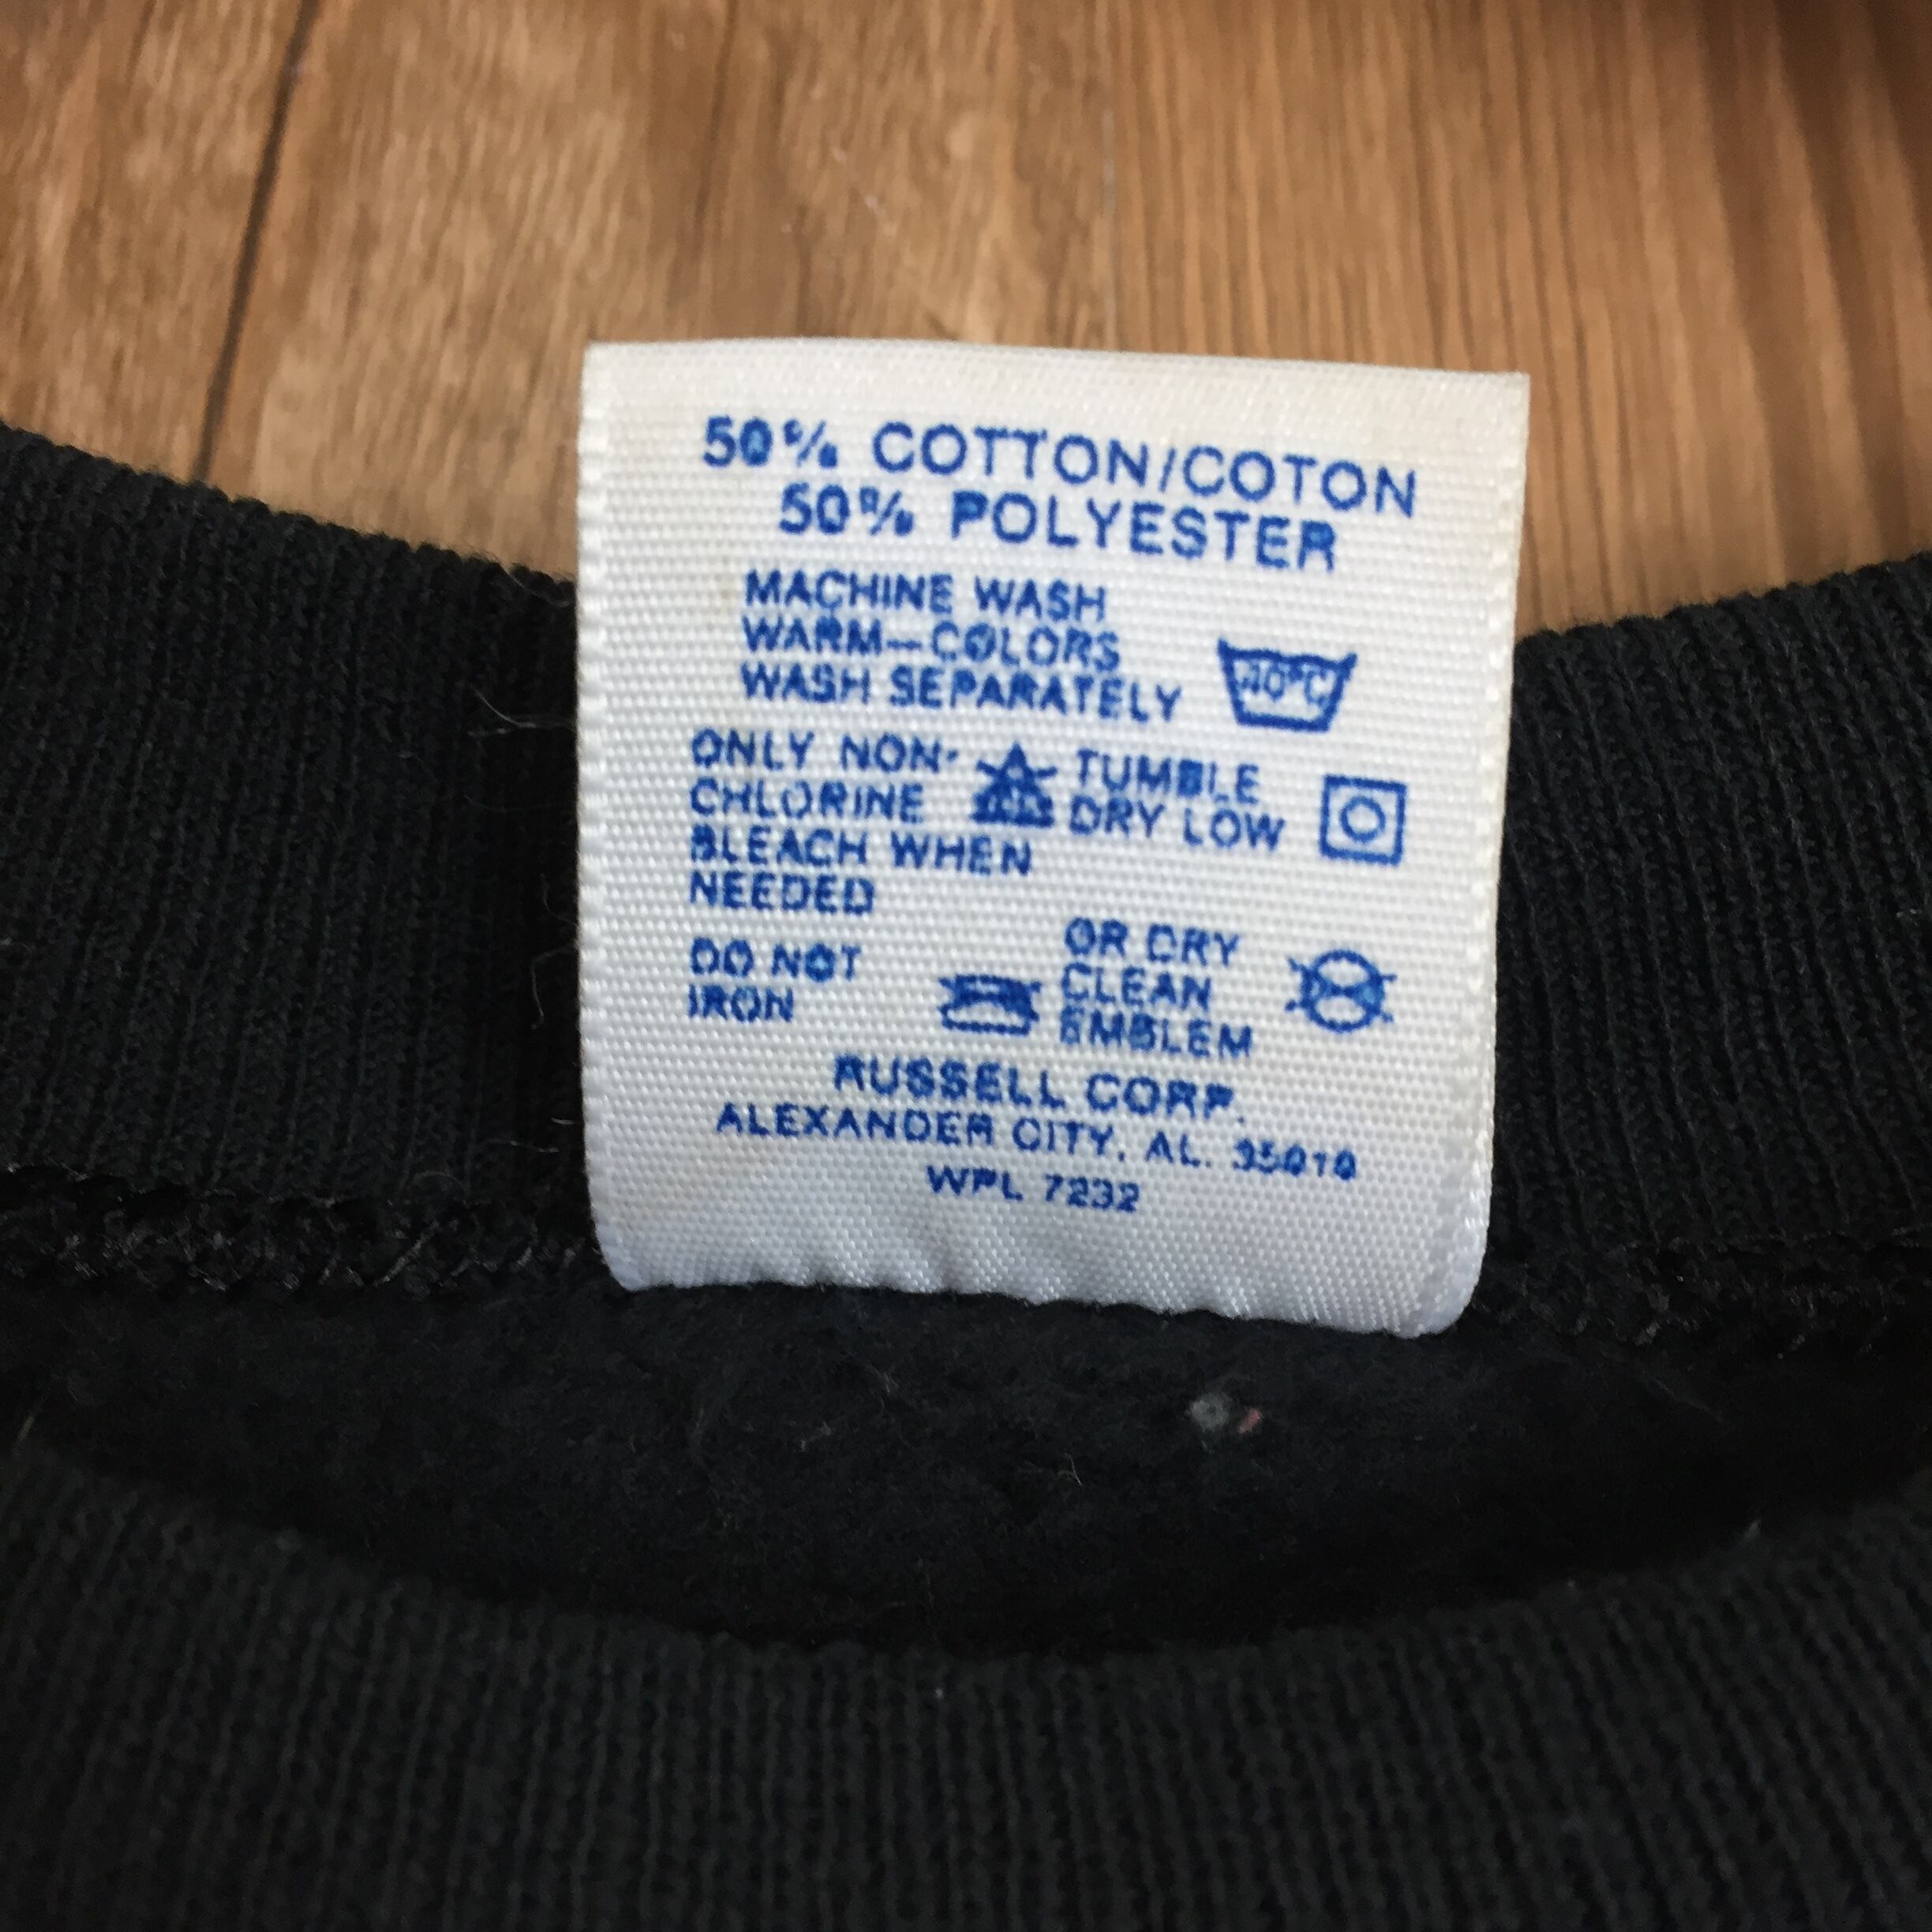 50% COTTON/COTON
50% POLYESTER
MACHINE WASH
WARM—COLORS
WASH SEPARATELY
40°C
ONLY NON-
CHLORINE
BLEACH WHEN
NEEDED
TUMBLE
DRY LOW
DO NOT
IRON
OR DRY
CLEAN
EMBLEM
RUSSELL CORP.
ALEXANDER CITY, AL. 35010
WPL 7232